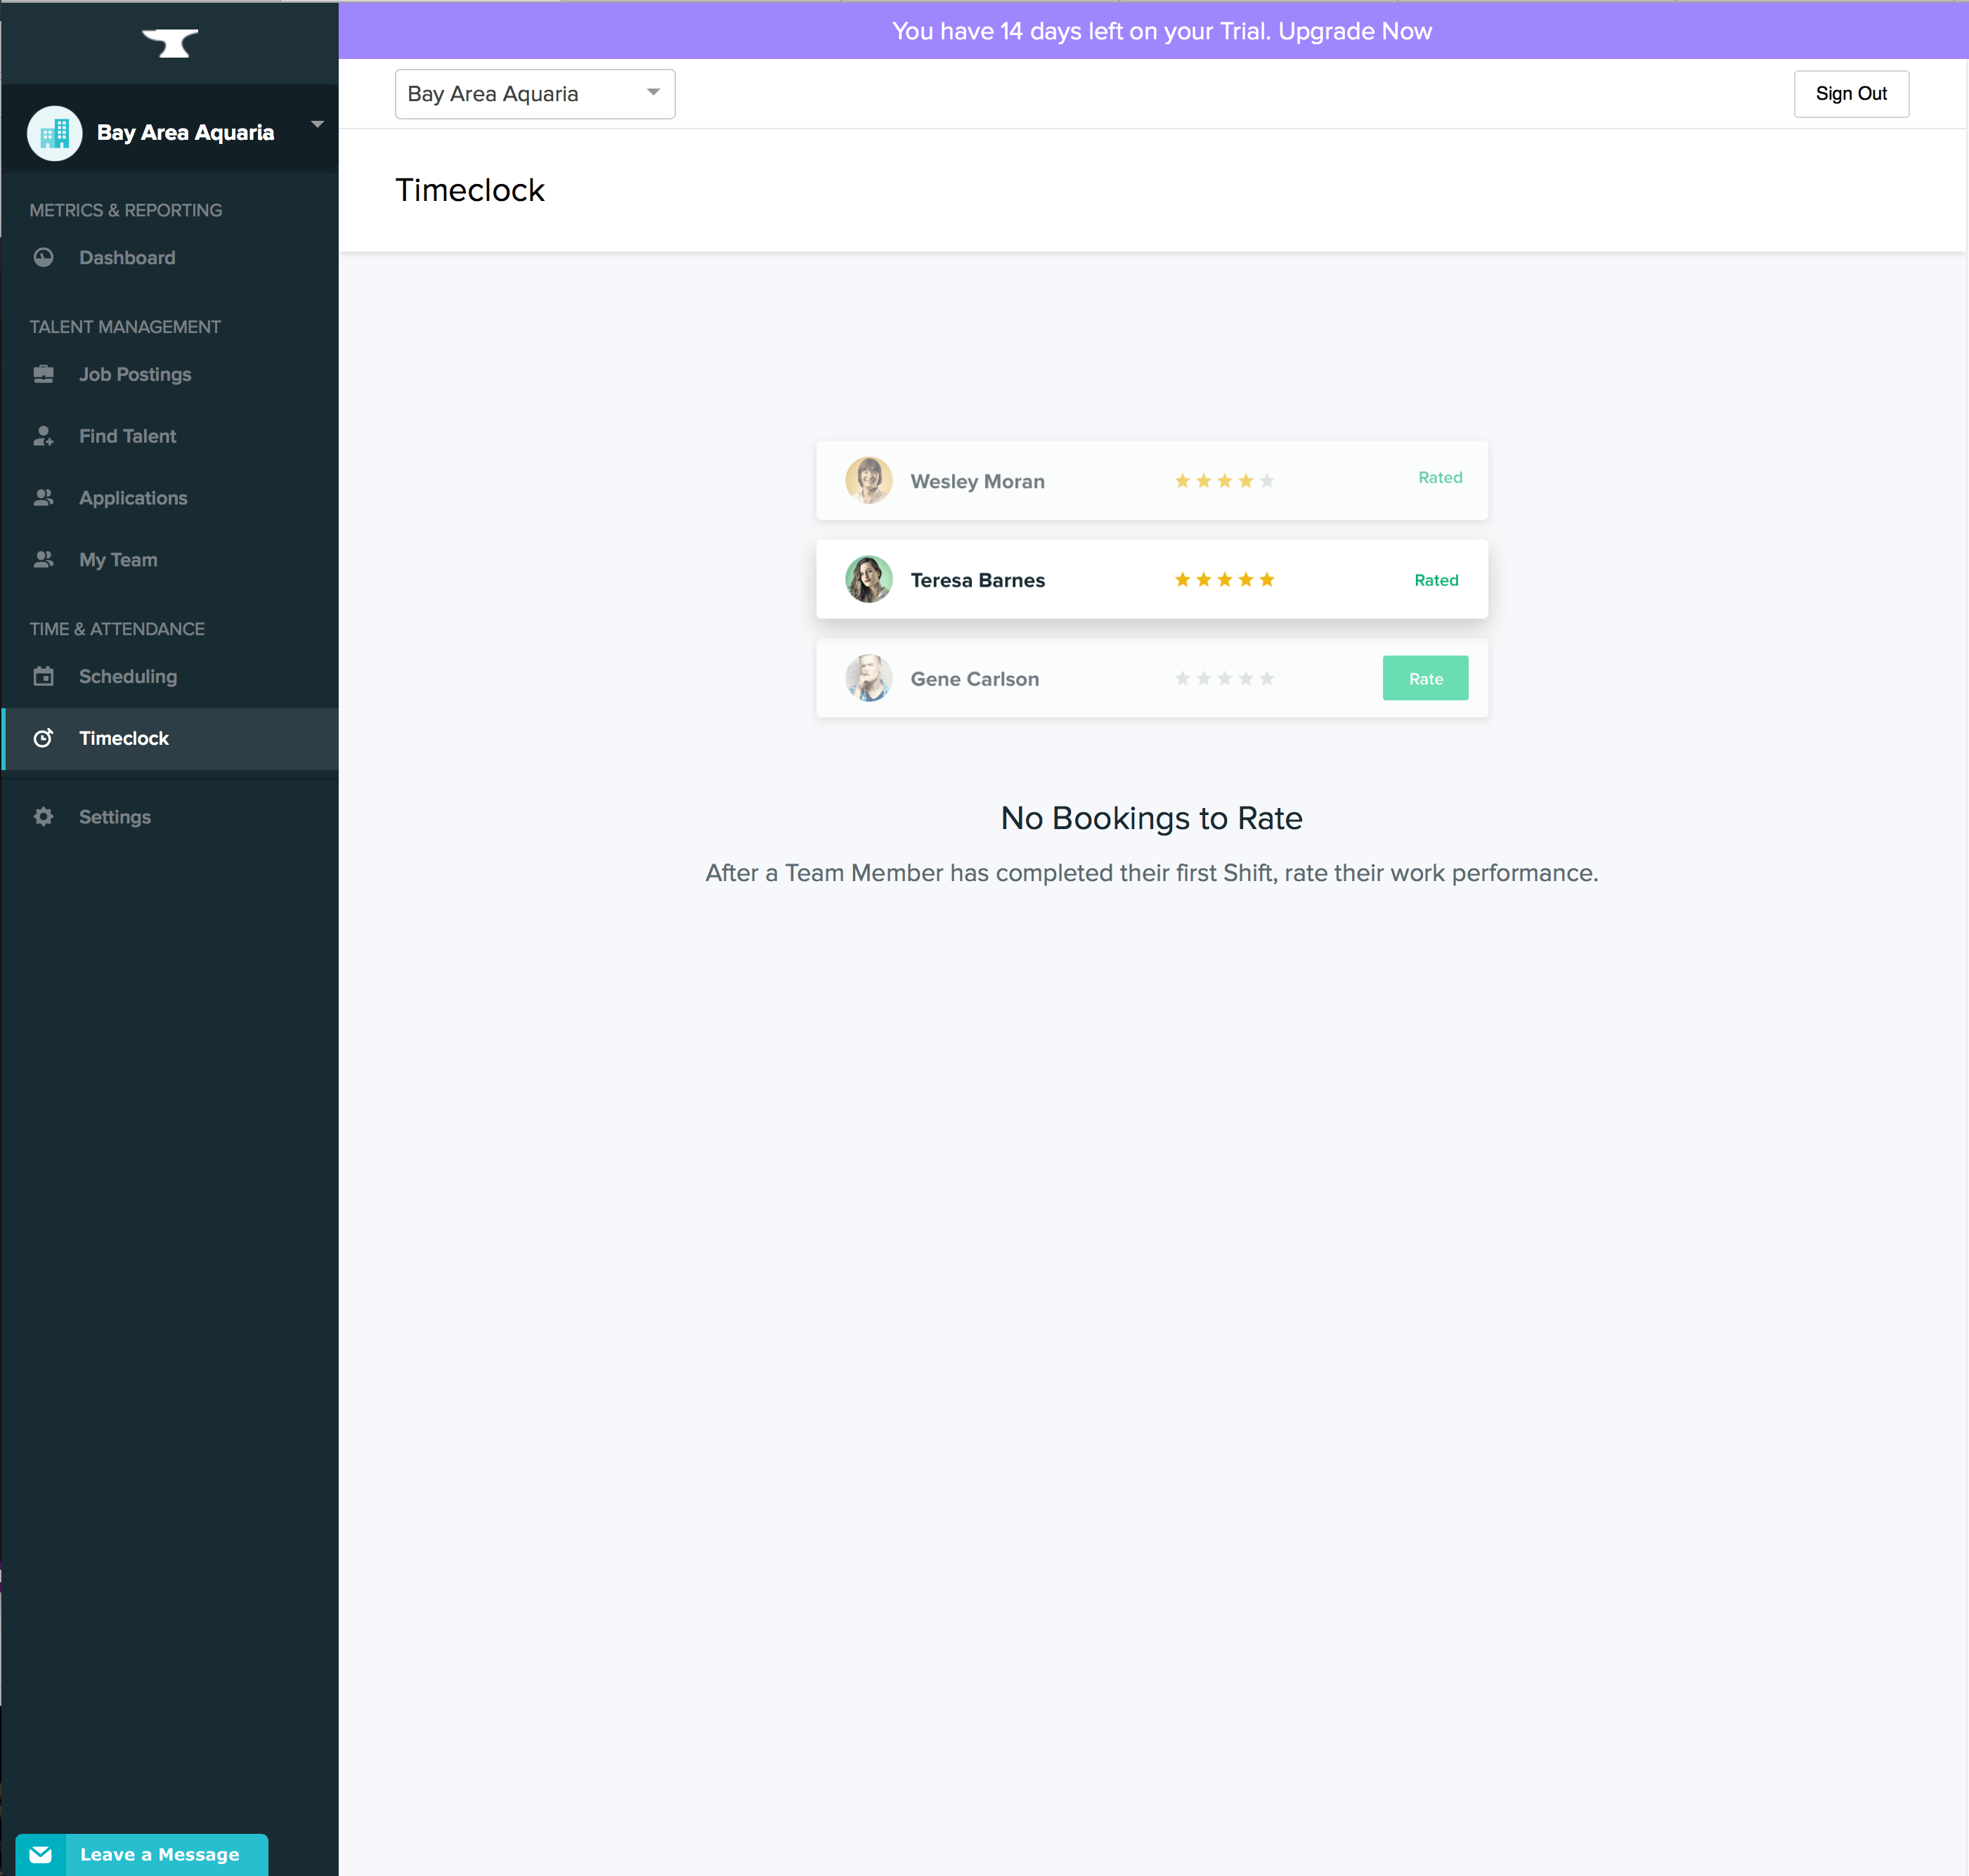 You have 14 days left on your Trial. Upgrade Now
Bay Area Aquaria
Sign Out
Bay Area Aquaria
Timeclock
METRICS & REPORTING
Dashboard
TALENT MANAGEMENT
Job Postings
Find Talent
Applications
My Team
TIME & ATTENDANCE
Scheduling
Timeclock
Settings
Wesley Moran
Rated
Teresa Barnes
Rated
Gene Carlson
Rate
No Bookings to Rate
After a Team Member has completed their first Shift, rate their work performance.
Leave a Message